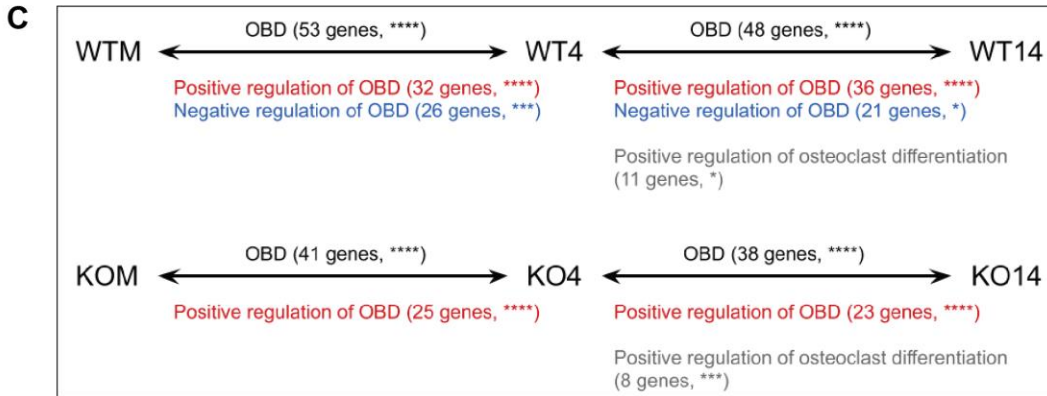 C
OBD (53 genes, ****)
OBD (48 genes, ****)
WTM
WT4
WT14
Positive regulation of OBD (32 genes, ****)
Negative regulation of OBD (26 genes, ***)
Positive regulation of OBD (36 genes, ****)
Negative regulation of OBD (21 genes, *)
Positive regulation of osteoclast differentiation
(11 genes, *)
OBD (41 genes, ****)
OBD (38 genes, ****)
KOM
KO4
KO14
Positive regulation of OBD (25 genes, ****)
Positive regulation of OBD (23 genes, ****)
Positive regulation of osteoclast differentiation
(8 genes, ***)